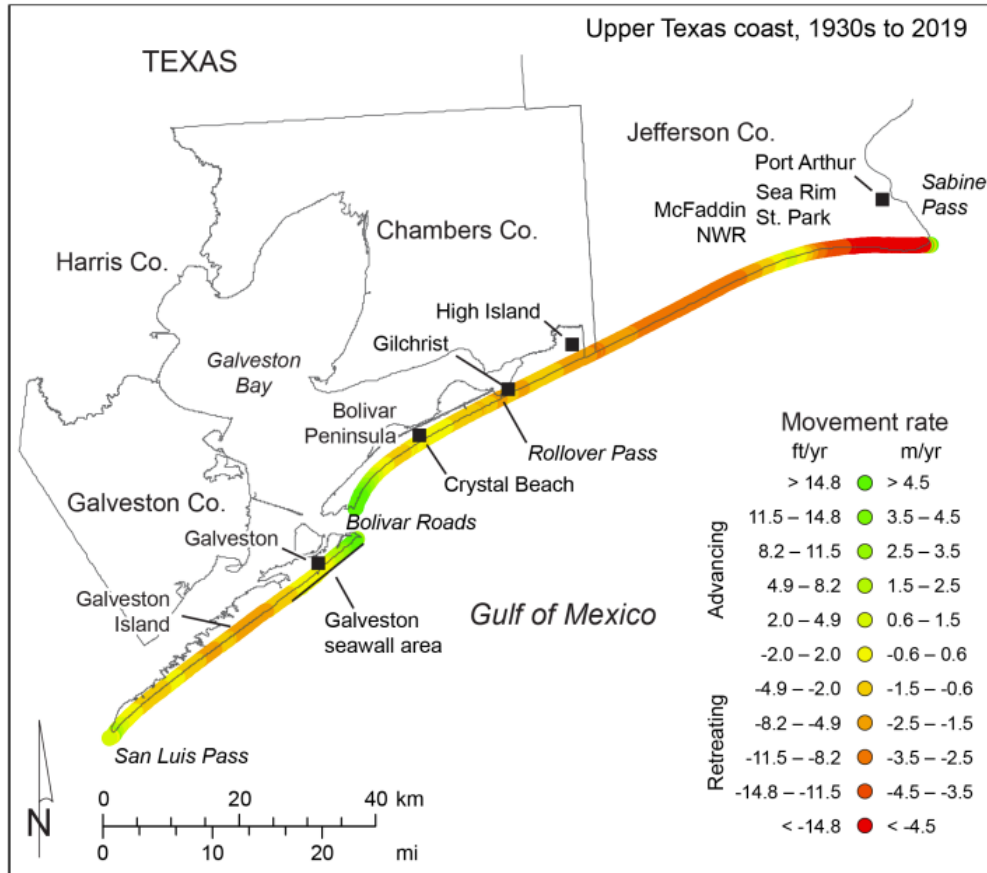 Upper Texas coast, 1930s to 2019
TEXAS
Jefferson Co.
Port Arthur
Sea Rim
St. Park
Sabine
Pass
McFaddin
NWR
Chambers Co.
Harris Co.
High Island
Gilchrist
Galveston
Bay
Bolivar
Peninsula
Rollover Pass
Crystal Beach
Galveston Co.
Bolivar Roads
Galveston
Galveston
Island
Galveston
seawall area
Gulf of Mexico
San Luis Pass
Movement rate
ft/yr m/yr
Advancing
> 14.8 > 4.5
11.5 – 14.8 3.5 – 4.5
8.2 – 11.5 2.5 – 3.5
4.9 – 8.2 1.5 – 2.5
2.0 – 4.9 0.6 – 1.5
-2.0 – 2.0 -0.6 – 0.6
Retreating
-4.9 – -2.0 -1.5 – -0.6
-8.2 – -4.9 -2.5 – -1.5
-11.5 – -8.2 -3.5 – -2.5
-14.8 – -11.5 -4.5 – -3.5
< -14.8 < -4.5
N
0 20 40 km
0 10 20 mi